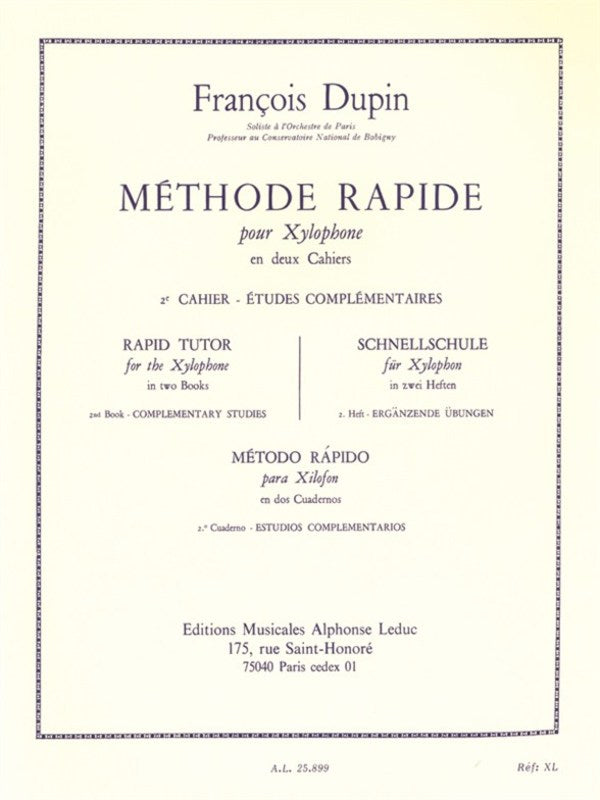 François Dupin
Soliste à l'Orchestre de Paris
Professeur au Conservatoire National de Bobigny
MÉTHODE RAPIDE
pour Xylophone
en deux Cahiers
2e CAHIER - ÉTUDES COMPLÉMENTAIRES
RAPID TUTOR
for the Xylophone
in two Books
2nd Book - COMPLEMENTARY STUDIES
SCHNELLSCHULE
für Xylophon
in zwei Heften
2. Heft - ERGÄNZENDE ÜBUNGEN
MÉTODO RÁPIDO
para Xilofon
en dos Cuadernos
2.º Cuaderno - ESTUDIOS COMPLEMENTARIOS
Editions Musicales Alphonse Leduc
175, rue Saint-Honoré
75040 Paris cedex 01
A.L. 25.899
Réf: XL